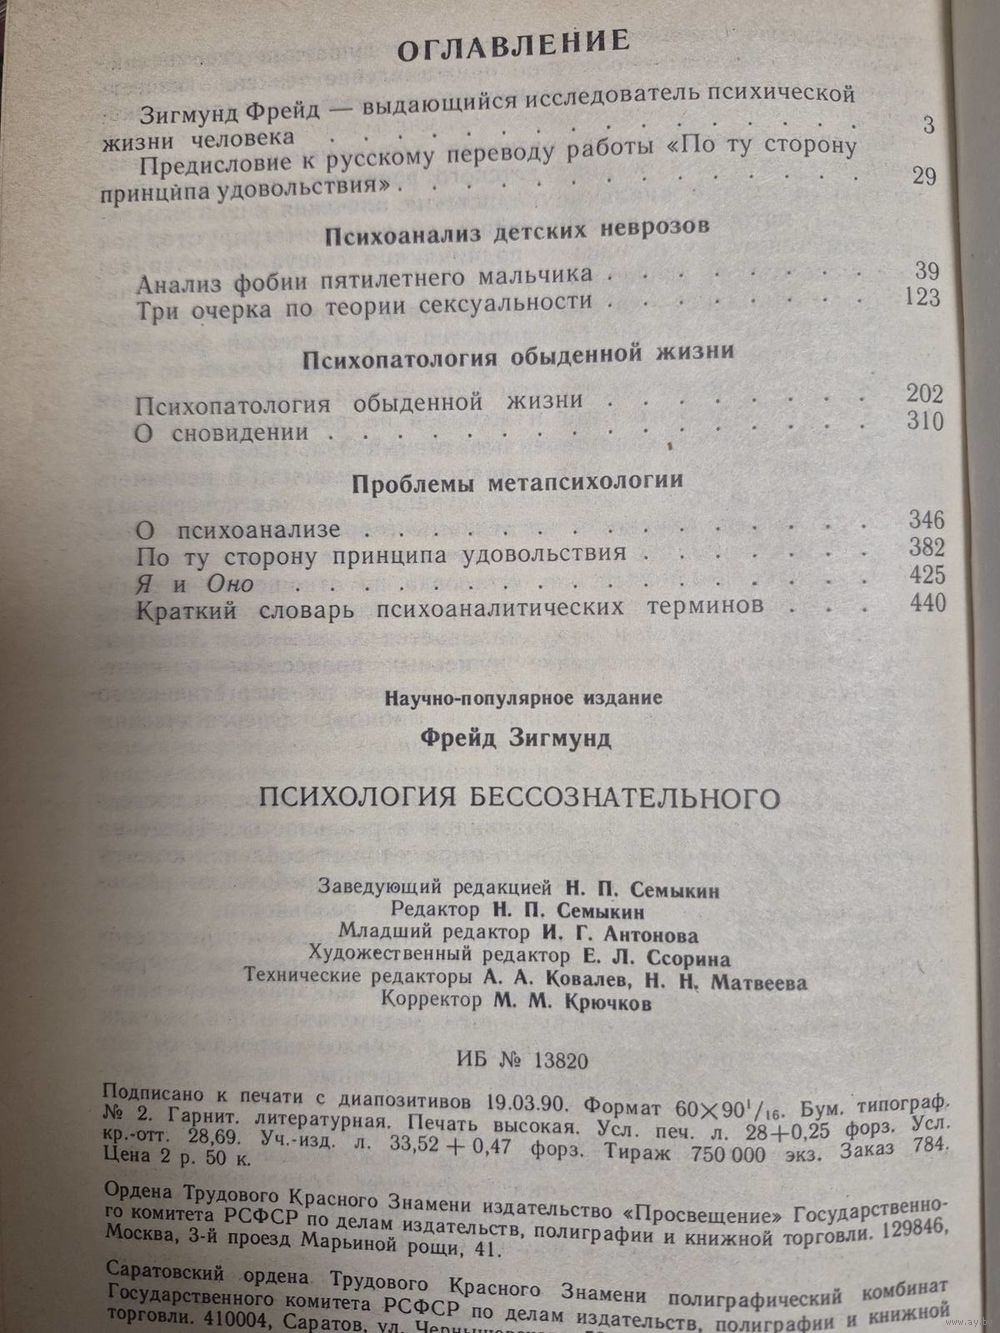 ОГЛАВЛЕНИЕ
Зигмунд Фрейд — выдающийся исследователь психической
жизни человека . . . . . . . . . . . . . . . 3
Предисловие к русскому переводу работы «По ту сторону
принципа удовольствия» . . . . . . . . . . . . . 29
Психоанализ детских неврозов
Анализ фобии пятилетнего мальчика . . . . . . . . 39
Три очерка по теории сексуальности . . . . . . . . 123
Психопатология обыденной жизни
Психопатология обыденной жизни . . . . . . . . 202
О сновидении . . . . . . . . . . . . . . . . 310
Проблемы метапсихологии
О психоанализе . . . . . . . . . . . . . . . 346
По ту сторону принципа удовольствия . . . . . . . 382
Я и Оно . . . . . . . . . . . . . . . . . 425
Краткий словарь психоаналитических терминов . . . 440
Научно-популярное издание
Фрейд Зигмунд
ПСИХОЛОГИЯ БЕССОЗНАТЕЛЬНОГО
Заведующий редакцией Н. П. Семыкин
Редактор Н. П. Семыкин
Младший редактор И. Г. Антонова
Художественный редактор Е. Л. Ссорина
Технические редакторы А. А. Ковалев, Н. Н. Матвеева
Корректор М. М. Крючков
ИБ № 13820
Подписано к печати с диапозитивов 19.03.90. Формат 60×90¹/₁₆. Бум. типограф.
№ 2. Гарнит. литературная. Печать высокая. Усл. печ. л. 28+0,25 форз. Усл.
кр.-отт. 28,69. Уч.-изд. л. 33,52+0,47 форз. Тираж 750 000 экз. Заказ 784.
Цена 2 р. 50 к.
Ордена Трудового Красного Знамени издательство «Просвещение» Государственно-
го комитета РСФСР по делам издательств, полиграфии и книжной торговли. 129846,
Москва, 3-й проезд Марьиной рощи, 41.
Саратовский ордена Трудового Красного Знамени полиграфический комбинат
Государственного комитета РСФСР по делам издательств, полиграфии и книжной
торговли. 410004, Саратов, ул.